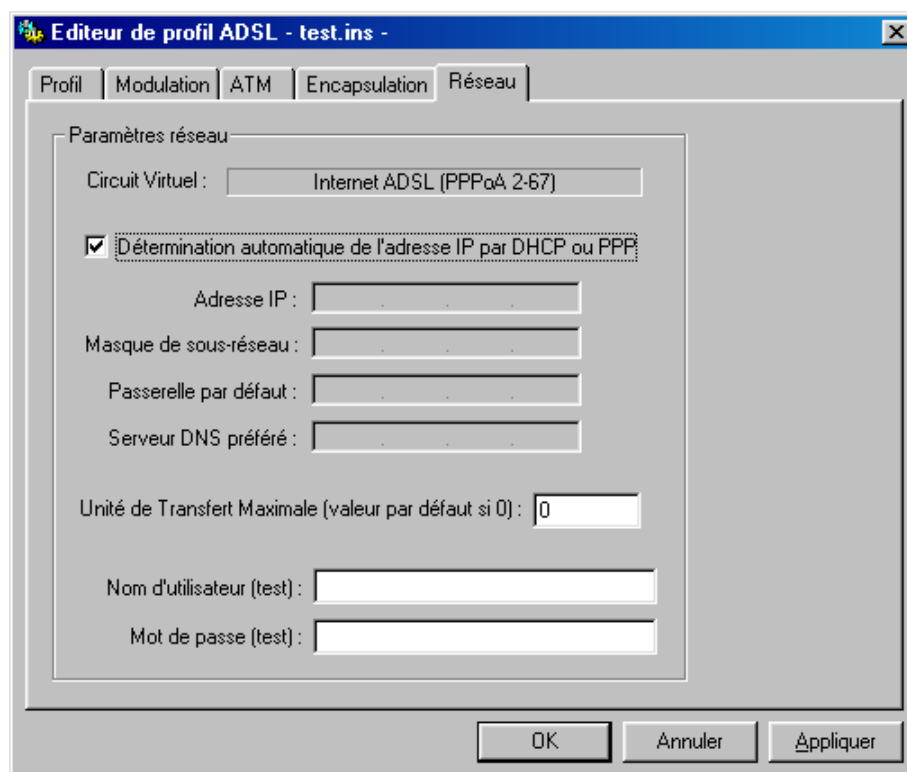 Editeur de profil ADSL - test.ins -
Profil Modulation ATM Encapsulation Réseau
Paramètres réseau
Circuit Virtuel : Internet ADSL (PPPoA 2-67)
Détermination automatique de l'adresse IP par DHCP ou PPP
Adresse IP : . . .
Masque de sous-réseau : . . .
Passerelle par défaut : . . .
Serveur DNS préféré : . . .
Unité de Transfert Maximale (valeur par défaut si 0) : 0
Nom d'utilisateur (test) :
Mot de passe (test) :
OK Annuler Appliquer